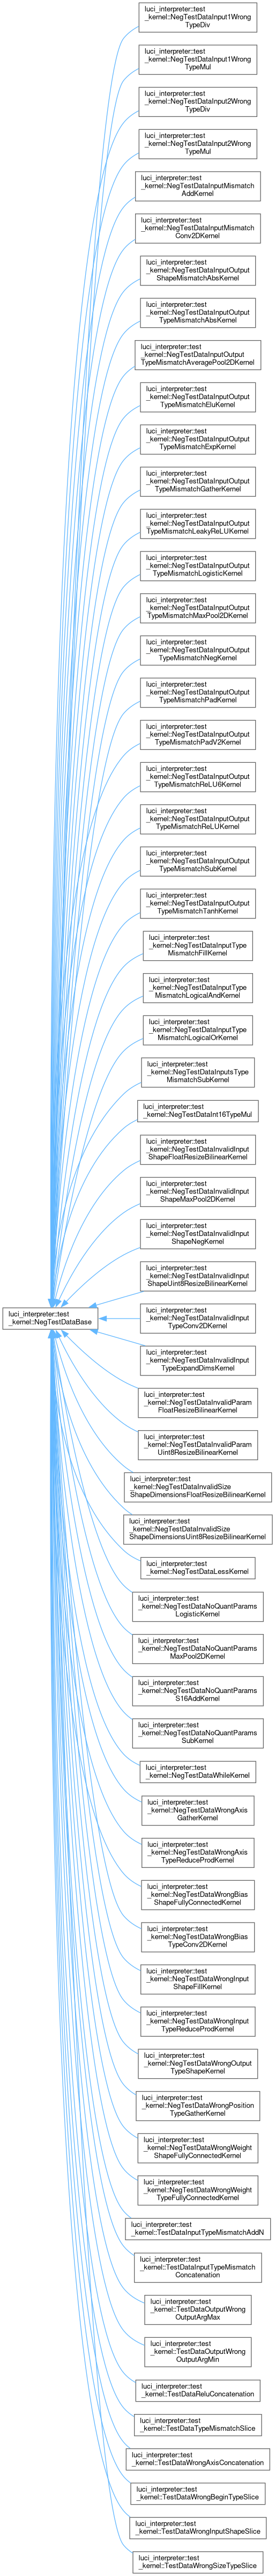 luci_interpreter::test
_kernel::NegTestDataInput1Wrong
TypeDiv
luci_interpreter::test
_kernel::NegTestDataInput1Wrong
TypeMul
luci_interpreter::test
_kernel::NegTestDataInput2Wrong
TypeDiv
luci_interpreter::test
_kernel::NegTestDataInput2Wrong
TypeMul
luci_interpreter::test
_kernel::NegTestDataInputMismatch
AddKernel
luci_interpreter::test
_kernel::NegTestDataInputMismatch
Conv2DKernel
luci_interpreter::test
_kernel::NegTestDataInputOutput
ShapeMismatchAbsKernel
luci_interpreter::test
_kernel::NegTestDataInputOutput
TypeMismatchAbsKernel
luci_interpreter::test
_kernel::NegTestDataInputOutput
TypeMismatchAveragePool2DKernel
luci_interpreter::test
_kernel::NegTestDataInputOutput
TypeMismatchEluKernel
luci_interpreter::test
_kernel::NegTestDataInputOutput
TypeMismatchExpKernel
luci_interpreter::test
_kernel::NegTestDataInputOutput
TypeMismatchGatherKernel
luci_interpreter::test
_kernel::NegTestDataInputOutput
TypeMismatchLeakyReLUKernel
luci_interpreter::test
_kernel::NegTestDataInputOutput
TypeMismatchLogisticKernel
luci_interpreter::test
_kernel::NegTestDataInputOutput
TypeMismatchMaxPool2DKernel
luci_interpreter::test
_kernel::NegTestDataInputOutput
TypeMismatchNegKernel
luci_interpreter::test
_kernel::NegTestDataInputOutput
TypeMismatchPadKernel
luci_interpreter::test
_kernel::NegTestDataInputOutput
TypeMismatchPadV2Kernel
luci_interpreter::test
_kernel::NegTestDataInputOutput
TypeMismatchReLU6Kernel
luci_interpreter::test
_kernel::NegTestDataInputOutput
TypeMismatchReLUKernel
luci_interpreter::test
_kernel::NegTestDataInputOutput
TypeMismatchSubKernel
luci_interpreter::test
_kernel::NegTestDataInputOutput
TypeMismatchTanhKernel
luci_interpreter::test
_kernel::NegTestDataInputType
MismatchFillKernel
luci_interpreter::test
_kernel::NegTestDataInputType
MismatchLogicalAndKernel
luci_interpreter::test
_kernel::NegTestDataInputType
MismatchLogicalOrKernel
luci_interpreter::test
_kernel::NegTestDataInputsType
MismatchSubKernel
luci_interpreter::test
_kernel::NegTestDataInt16TypeMul
luci_interpreter::test
_kernel::NegTestDataInvalidInput
ShapeFloatResizeBilinearKernel
luci_interpreter::test
_kernel::NegTestDataInvalidInput
ShapeMaxPool2DKernel
luci_interpreter::test
_kernel::NegTestDataInvalidInput
ShapeNegKernel
luci_interpreter::test
_kernel::NegTestDataInvalidInput
ShapeUint8ResizeBilinearKernel
luci_interpreter::test
_kernel::NegTestDataBase
luci_interpreter::test
_kernel::NegTestDataInvalidInput
TypeConv2DKernel
luci_interpreter::test
_kernel::NegTestDataInvalidInput
TypeExpandDimsKernel
luci_interpreter::test
_kernel::NegTestDataInvalidParam
FloatResizeBilinearKernel
luci_interpreter::test
_kernel::NegTestDataInvalidParam
Uint8ResizeBilinearKernel
luci_interpreter::test
_kernel::NegTestDataInvalidSize
ShapeDimensionsFloatResizeBilinearKernel
luci_interpreter::test
_kernel::NegTestDataInvalidSize
ShapeDimensionsUint8ResizeBilinearKernel
luci_interpreter::test
_kernel::NegTestDataLessKernel
luci_interpreter::test
_kernel::NegTestDataNoQuantParams
LogisticKernel
luci_interpreter::test
_kernel::NegTestDataNoQuantParams
MaxPool2DKernel
luci_interpreter::test
_kernel::NegTestDataNoQuantParams
S16AddKernel
luci_interpreter::test
_kernel::NegTestDataNoQuantParams
SubKernel
luci_interpreter::test
_kernel::NegTestDataWhileKernel
luci_interpreter::test
_kernel::NegTestDataWrongAxis
GatherKernel
luci_interpreter::test
_kernel::NegTestDataWrongAxis
TypeReduceProdKernel
luci_interpreter::test
_kernel::NegTestDataWrongBias
ShapeFullyConnectedKernel
luci_interpreter::test
_kernel::NegTestDataWrongBias
TypeConv2DKernel
luci_interpreter::test
_kernel::NegTestDataWrongInput
ShapeFillKernel
luci_interpreter::test
_kernel::NegTestDataWrongInput
TypeReduceProdKernel
luci_interpreter::test
_kernel::NegTestDataWrongOutput
TypeShapeKernel
luci_interpreter::test
_kernel::NegTestDataWrongPosition
TypeGatherKernel
luci_interpreter::test
_kernel::NegTestDataWrongWeight
ShapeFullyConnectedKernel
luci_interpreter::test
_kernel::NegTestDataWrongWeight
TypeFullyConnectedKernel
luci_interpreter::test
_kernel::TestDataInputTypeMismatchAddN
luci_interpreter::test
_kernel::TestDataInputTypeMismatch
Concatenation
luci_interpreter::test
_kernel::TestDataOutputWrong
OutputArgMax
luci_interpreter::test
_kernel::TestDataOutputWrong
OutputArgMin
luci_interpreter::test
_kernel::TestDataReluConcatenation
luci_interpreter::test
_kernel::TestDataTypeMismatchSlice
luci_interpreter::test
_kernel::TestDataWrongAxisConcatenation
luci_interpreter::test
_kernel::TestDataWrongBeginTypeSlice
luci_interpreter::test
_kernel::TestDataWrongInputShapeSlice
luci_interpreter::test
_kernel::TestDataWrongSizeTypeSlice